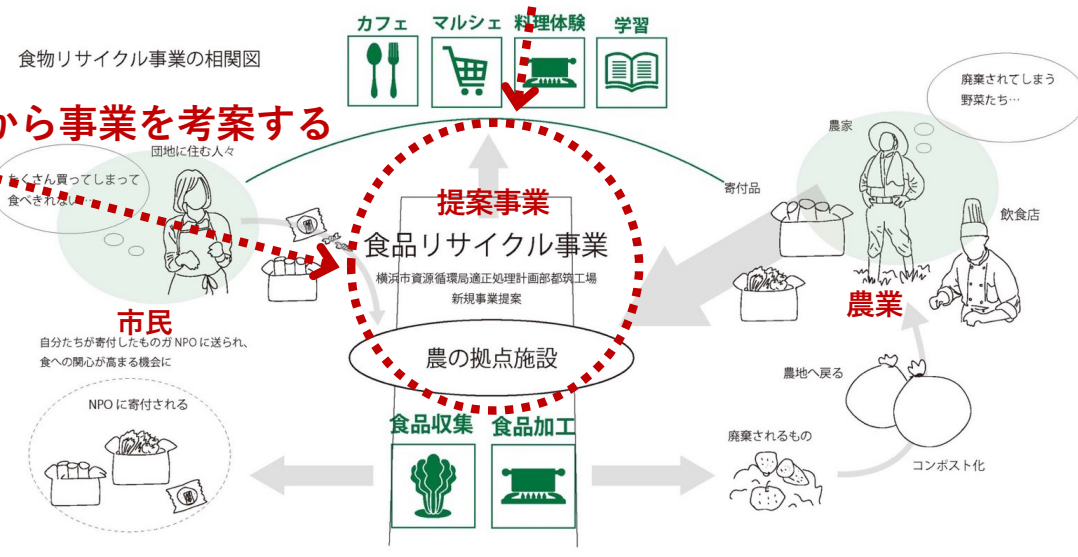 カフェ
マルシェ
料理体験
学習
食物リサイクル事業の相関図
から事業を考案する
団地に住む人々
たくさん買ってしまって
食べきれない…
廃棄されてしまう
野菜たち…
農家
寄付品
飲食店
提案事業
食品リサイクル事業
横浜市資源循環局適正処理計画部都筑工場
新規事業提案
市民
農業
自分たちが寄付したものガNPOに送られ、
食への関心が高まる機会に
農の拠点施設
農地へ戻る
NPOに寄付される
食品収集
食品加工
廃棄されるもの
コンポスト化